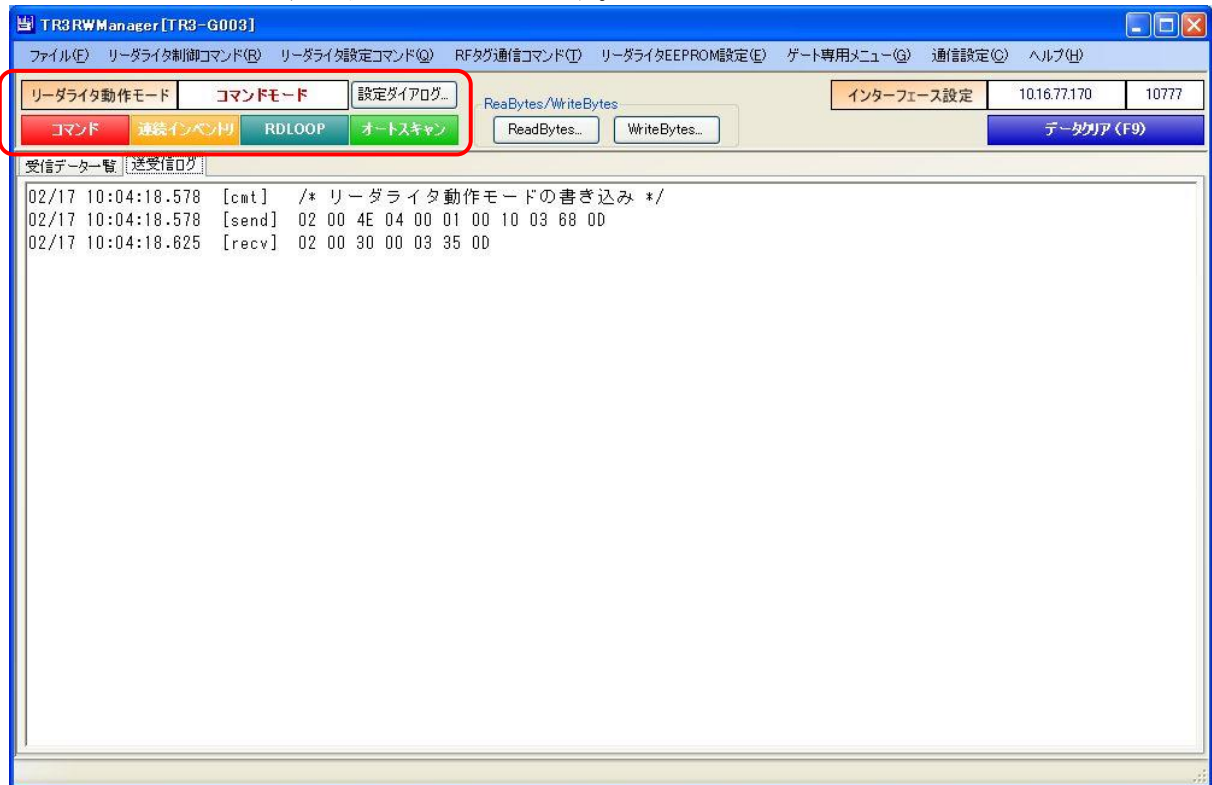 TR3RWManager[TR3-G003]
ファイル(F) リーダライタ制御コマンド(R) リーダライタ設定コマンド(Q) RFタグ通信コマンド(T) リーダライタEEPROM設定(E) ゲート専用メニュー(G) 通信設定(C) ヘルプ(H)
リーダライタ動作モード コマンドモード 設定ダイアログ... ReaBytes/WriteBytes インターフェース設定 10.16.77.170 10777
コマンド 連続インベントリ RDLOOP オートスキャン ReadBytes... WriteBytes... データクリア(F9)
受信データ一覧 送受信ログ
02/17 10:04:18.578 [cmt] /* リーダライタ動作モードの書き込み */
02/17 10:04:18.578 [send] 02 00 4E 04 00 01 00 10 03 68 0D
02/17 10:04:18.625 [recv] 02 00 30 00 03 35 0D